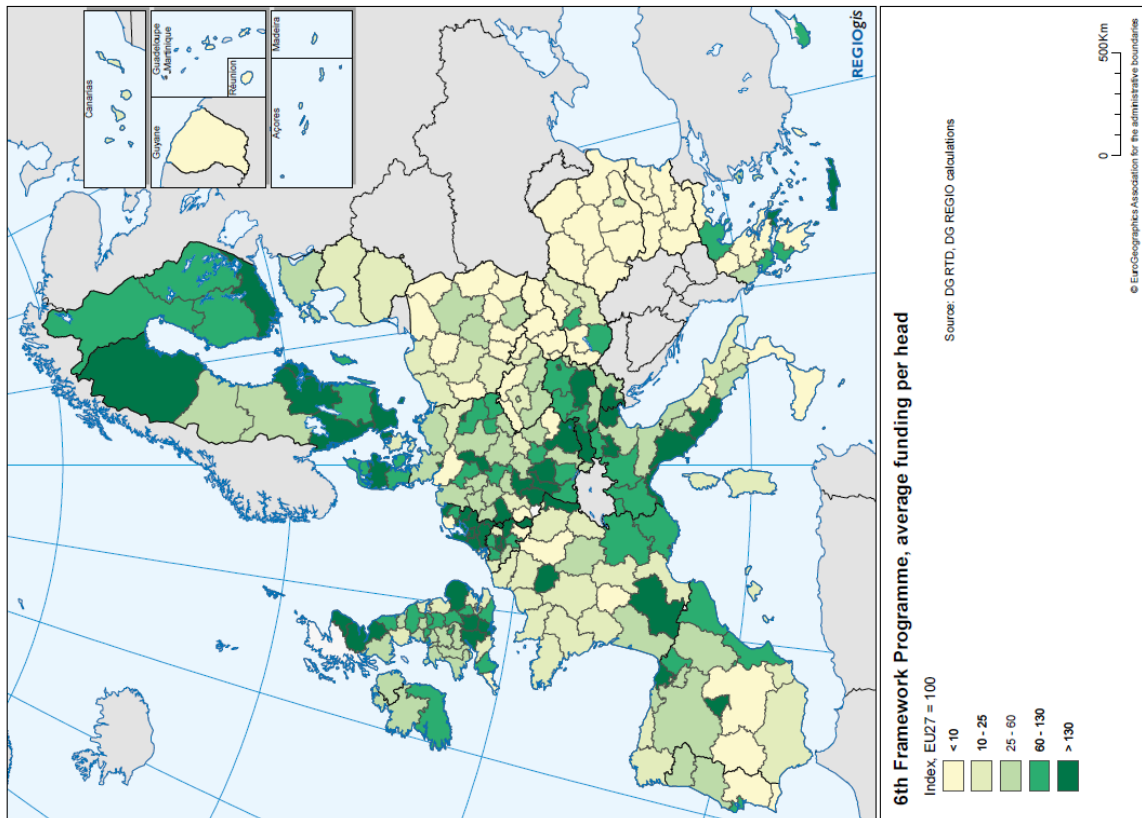 Canarias
Guyane
Guadeloupe
Martinique
Réunion
Açores
Madeira
REGIOgis
6th Framework Programme, average funding per head
Index, EU27 = 100
< 10
10 - 25
25 - 60
60 - 130
> 130
Source: DG RTD, DG REGIO calculations
0 500Km
© EuroGeographics Association for the administrative boundaries